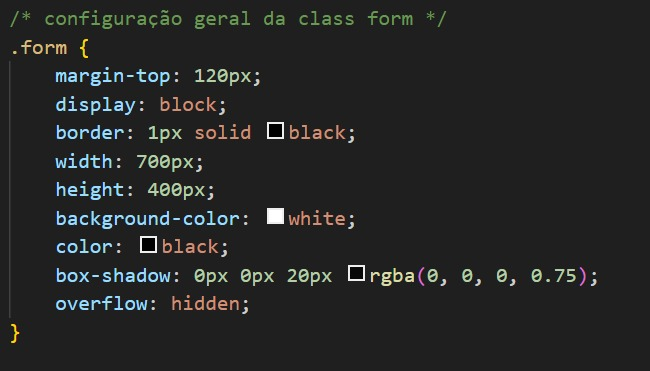 /* configuração geral da class form */
.form {
    margin-top: 120px;
    display: block;
    border: 1px solid black;
    width: 700px;
    height: 400px;
    background-color: white;
    color: black;
    box-shadow: 0px 0px 20px rgba(0, 0, 0, 0.75);
    overflow: hidden;
}